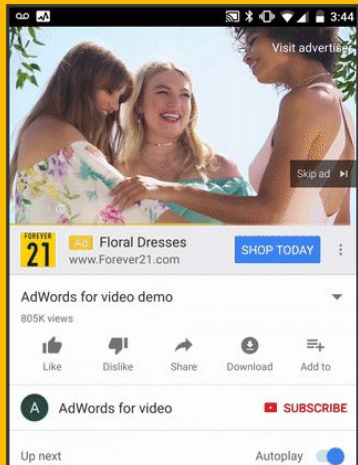 3:44
Visit advertiser
Skip ad
FOREVER
21
Ad Floral Dresses
www.Forever21.com
SHOP TODAY
AdWords for video demo
805K views
Like Dislike Share Download Add to
A AdWords for video SUBSCRIBE
Up next Autoplay